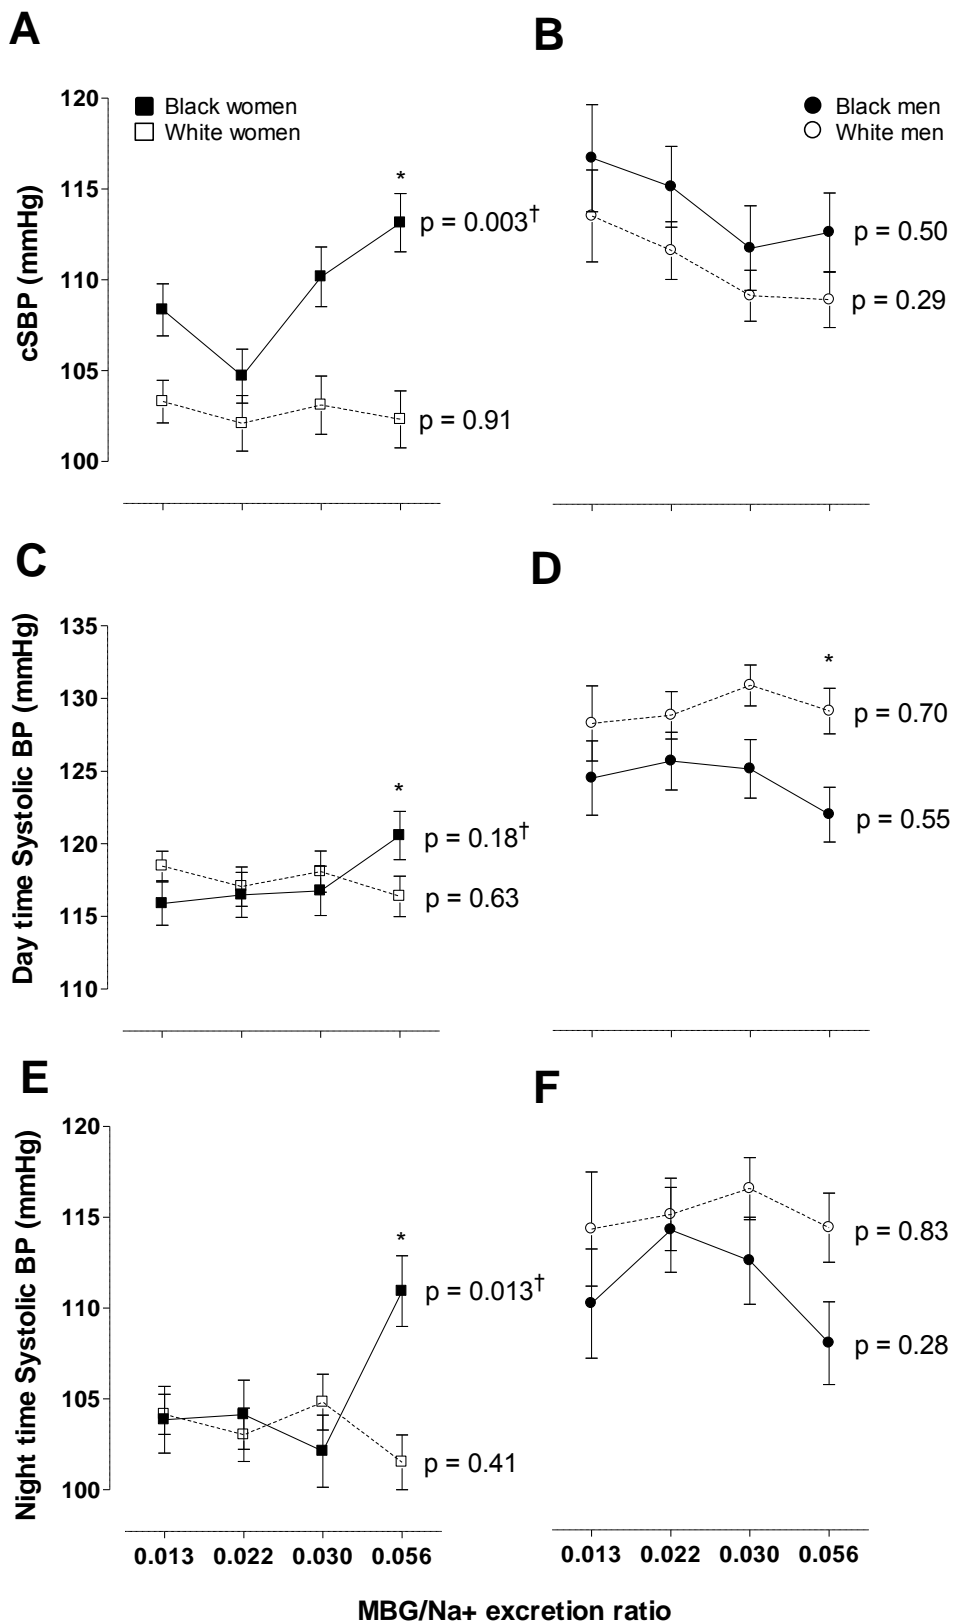 A
B
cSBP (mmHg)
120
115
110
105
100
Black women
White women
*
p = 0.003†
p = 0.91
Black men
White men
p = 0.50
p = 0.29
C
D
Day time Systolic BP (mmHg)
135
130
125
120
115
110
*
p = 0.18†
p = 0.63
*
p = 0.70
p = 0.55
E
F
Night time Systolic BP (mmHg)
120
115
110
105
100
*
p = 0.013†
p = 0.41
p = 0.83
p = 0.28
0.013 0.022 0.030 0.056
0.013 0.022 0.030 0.056
MBG/Na+ excretion ratio